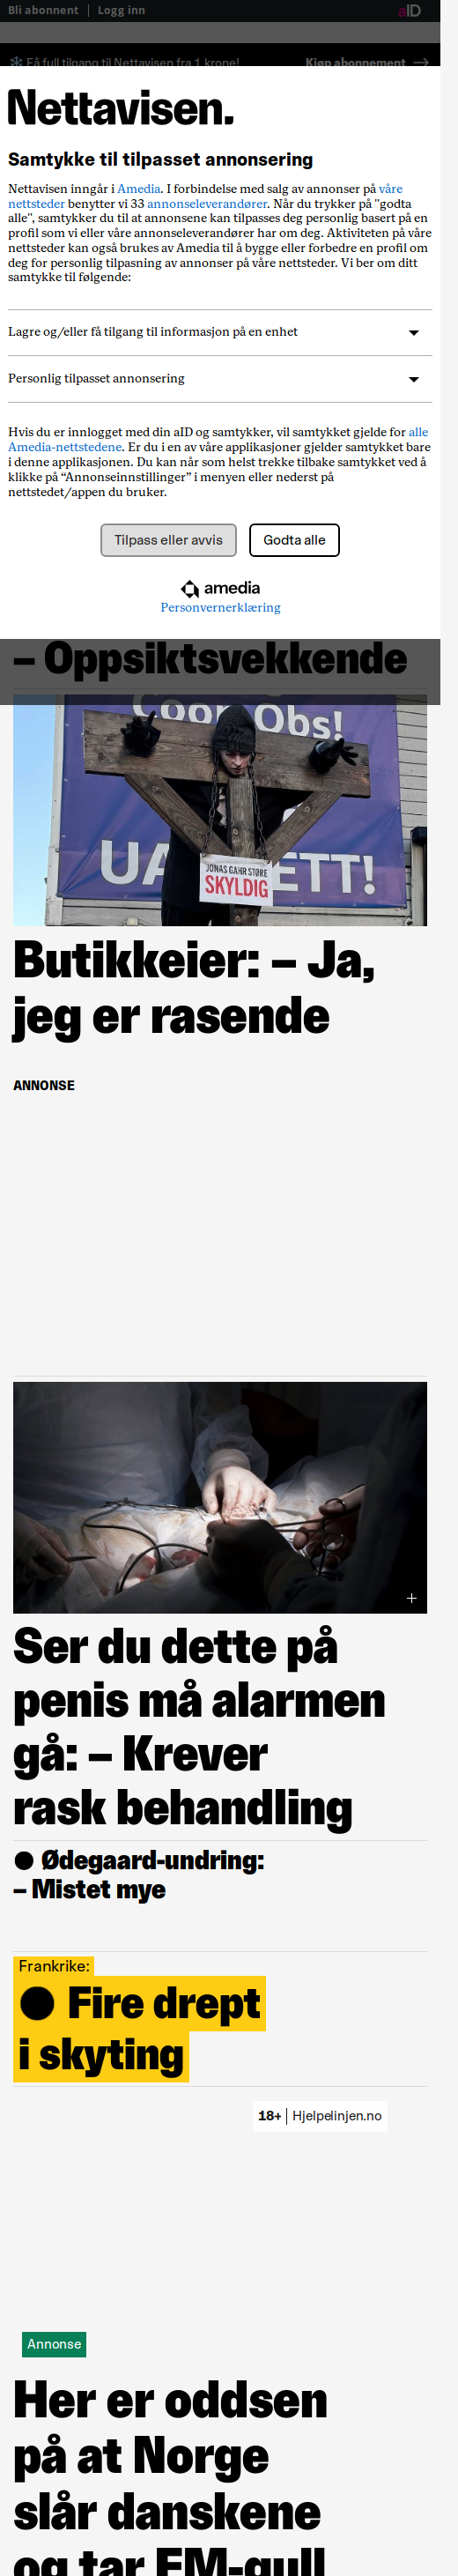 Bli abonnent | Logg inn
aID
Få full tilgang til Nettavisen fra 1 krone!
Kjøp abonnement →
Nettavisen.
Samtykke til tilpasset annonsering
Nettavisen inngår i Amedia. I forbindelse med salg av annonser på våre
nettsteder benytter vi 33 annonseleverandører. Når du trykker på "godta
alle", samtykker du til at annonsene kan tilpasses deg personlig basert på en
profil som vi eller våre annonseleverandører har om deg. Aktiviteten på våre
nettsteder kan også brukes av Amedia til å bygge eller forbedre en profil om
deg for personlig tilpasning av annonser på våre nettsteder. Vi ber om ditt
samtykke til følgende:
Lagre og/eller få tilgang til informasjon på en enhet
Personlig tilpasset annonsering
Hvis du er innlogget med din aID og samtykker, vil samtykket gjelde for alle
Amedia-nettstedene. Er du i en av våre applikasjoner gjelder samtykket bare
i denne applikasjonen. Du kan når som helst trekke tilbake samtykket ved å
klikke på “Annonseinnstillinger” i menyen eller nederst på
nettstedet/appen du bruker.
Tilpass eller avvis
Godta alle
amedia
Personvernerklæring
– Oppsiktsvekkende
Coop Obs!
JONAS GAHR STØRE
SKYLDIG
ETT!
Butikkeier: – Ja,
jeg er rasende
ANNONSE
Ser du dette på
penis må alarmen
gå: – Krever
rask behandling
● Ødegaard-undring:
– Mistet mye
Frankrike:
● Fire drept
i skyting
18+ | Hjelpelinjen.no
Annonse
Her er oddsen
på at Norge
slår danskene
og tar EM-gull